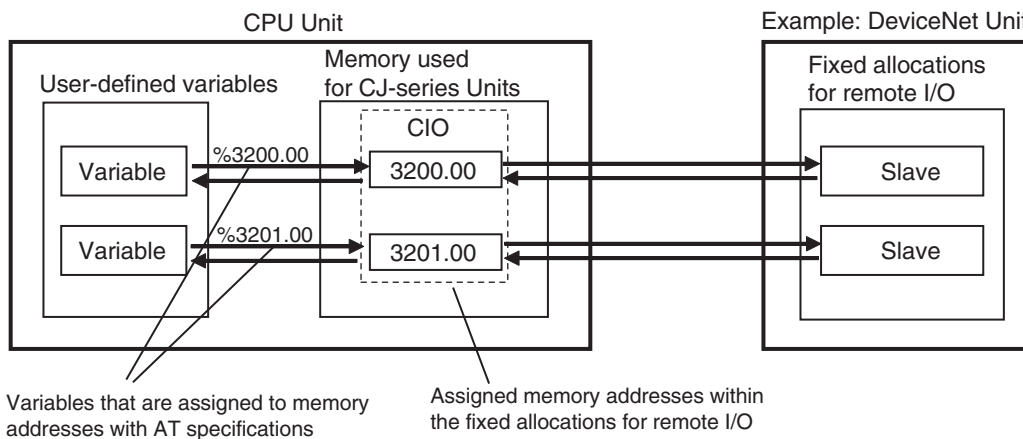 CPU Unit
Example: DeviceNet Unit
User-defined variables
Memory used
for CJ-series Units
Fixed allocations
for remote I/O
CIO
Variable
%3200.00
3200.00
Slave
Variable
%3201.00
3201.00
Slave
Variables that are assigned to memory
addresses with AT specifications
Assigned memory addresses within
the fixed allocations for remote I/O